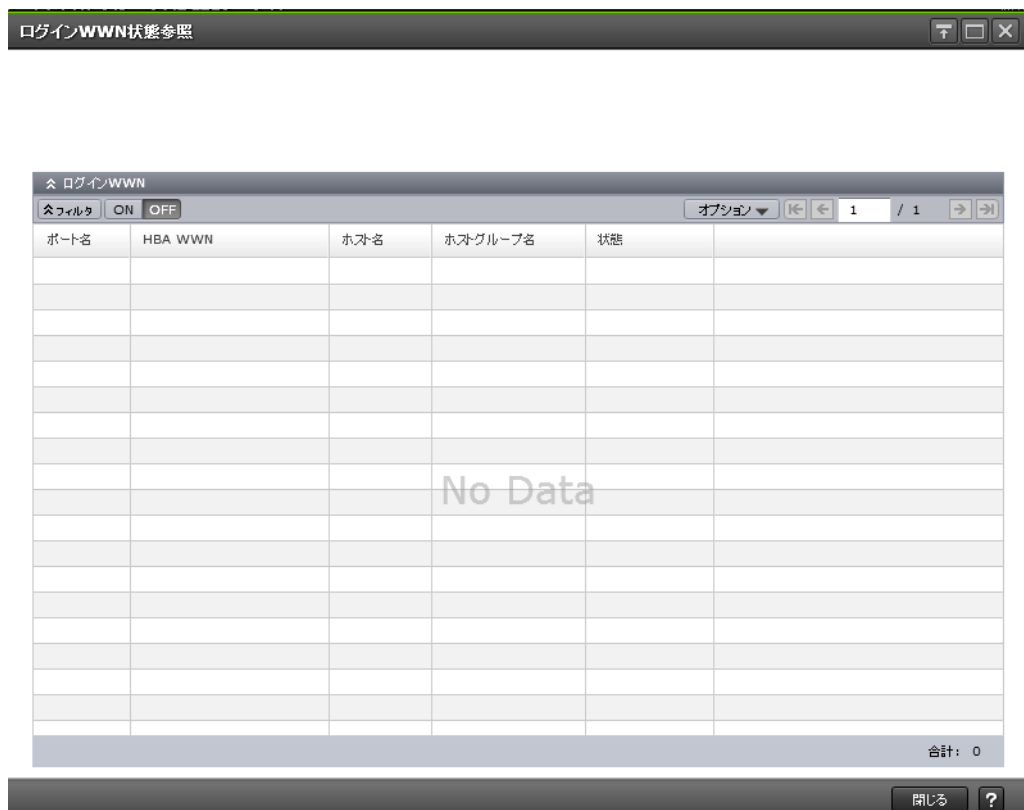 ログインWWN状態参照
ログインWWN
フィルタ ON OFF オプション 1 / 1
ポート名 HBA WWN ホスト名 ホストグループ名 状態
No Data
合計: 0
閉じる ?